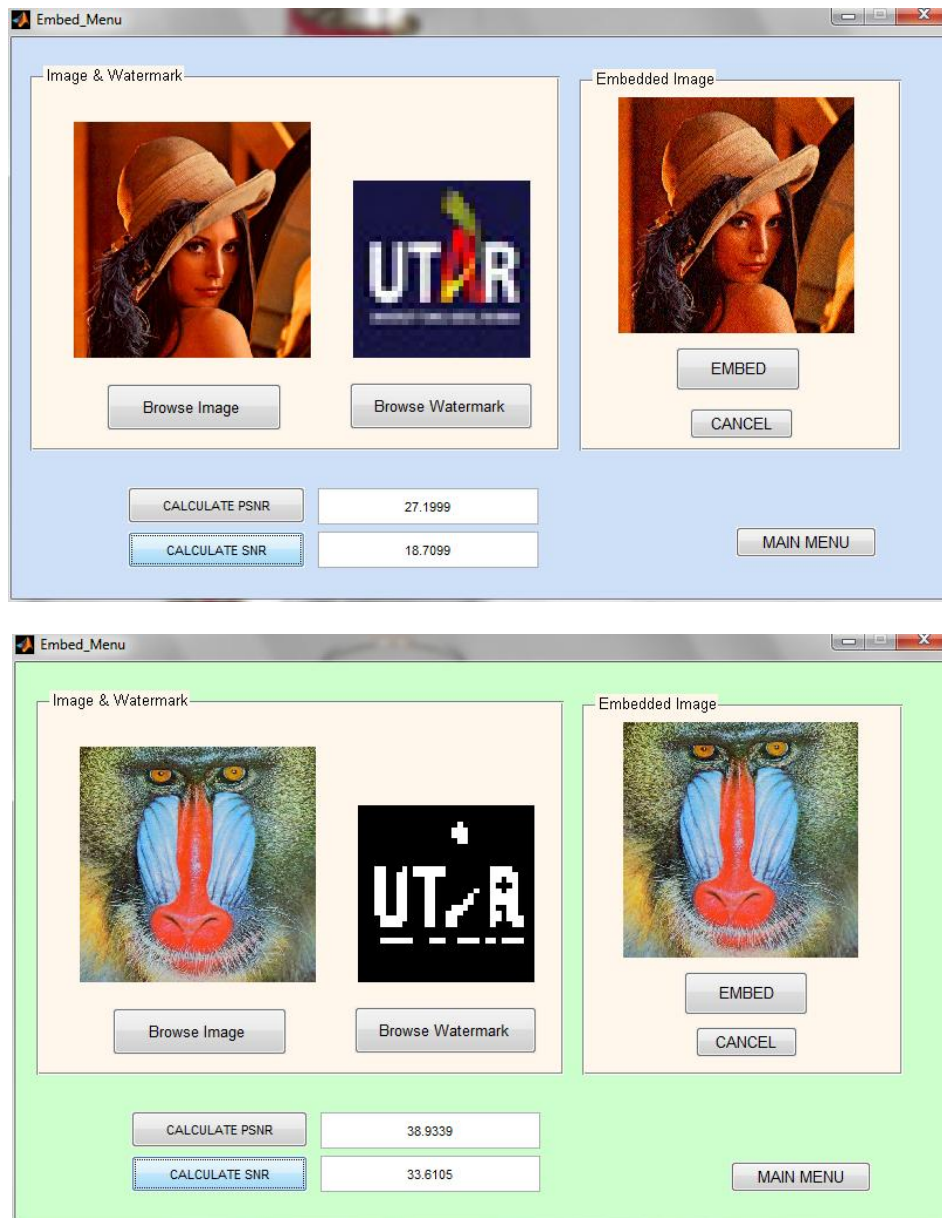 Embed_Menu
Image & Watermark
Embedded Image
UTAR
Browse Image
Browse Watermark
EMBED
CANCEL
CALCULATE PSNR
27.1999
CALCULATE SNR
18.7099
MAIN MENU
Embed_Menu
Image & Watermark
Embedded Image
UTAR
Browse Image
Browse Watermark
EMBED
CANCEL
CALCULATE PSNR
38.9339
CALCULATE SNR
33.6105
MAIN MENU